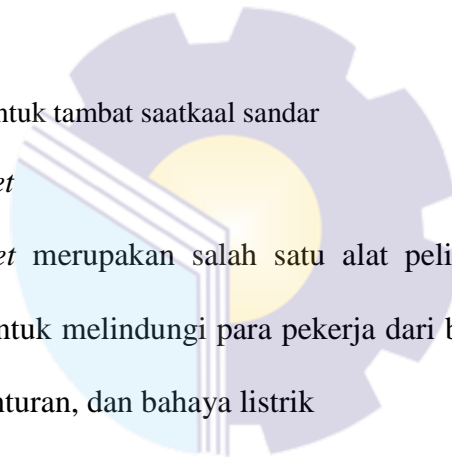 ntuk tambat saatkaal sandar
et
et merupakan salah satu alat peli
ntuk melindungi para pekerja dari b
nturan, dan bahaya listrik